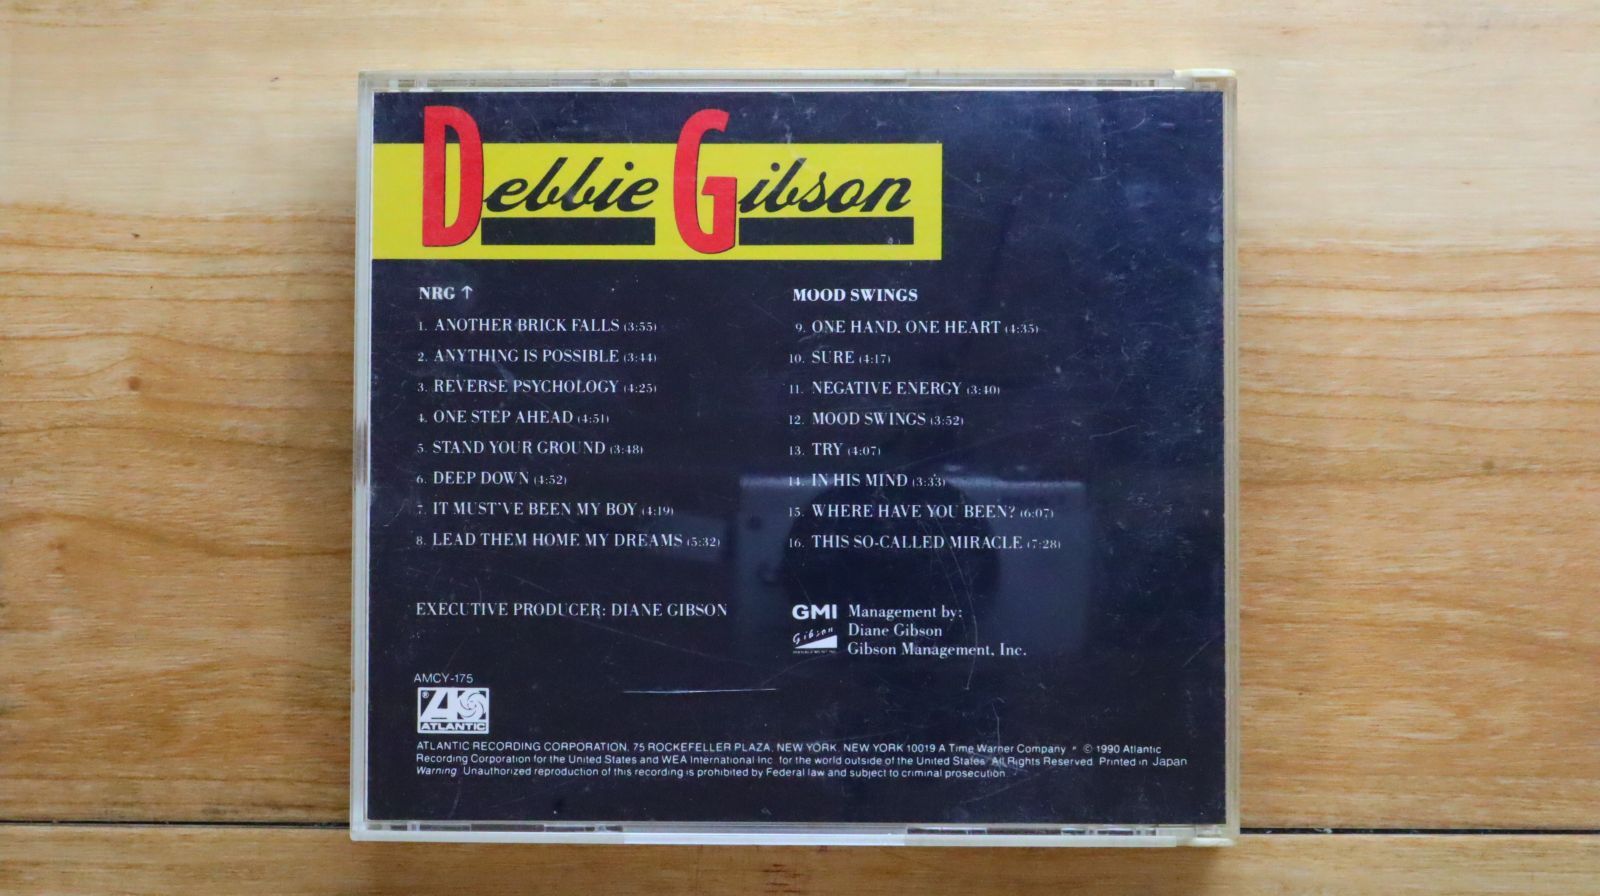 Debbie Gibson
NRG ↑
1. ANOTHER BRICK FALLS (3:55)
2. ANYTHING IS POSSIBLE (3:44)
3. REVERSE PSYCHOLOGY (4:25)
4. ONE STEP AHEAD (4:51)
5. STAND YOUR GROUND (3:48)
6. DEEP DOWN (4:52)
7. IT MUST'VE BEEN MY BOY (4:19)
8. LEAD THEM HOME MY DREAMS (5:32)
MOOD SWINGS
9. ONE HAND, ONE HEART (4:35)
10. SURE (4:17)
11. NEGATIVE ENERGY (3:40)
12. MOOD SWINGS (3:52)
13. TRY (4:07)
14. IN HIS MIND (3:33)
15. WHERE HAVE YOU BEEN? (6:07)
16. THIS SO-CALLED MIRACLE (7:28)
EXECUTIVE PRODUCER: DIANE GIBSON
GMI
Gibson
Management by:
Diane Gibson
Gibson Management, Inc.
AMCY-175
®
ATLANTIC
ATLANTIC RECORDING CORPORATION, 75 ROCKEFELLER PLAZA, NEW YORK, NEW YORK 10019 A Time Warner Company © 1990 Atlantic
Recording Corporation for the United States and WEA International Inc. for the world outside of the United States. All Rights Reserved. Printed in Japan
Warning: Unauthorized reproduction of this recording is prohibited by Federal law and subject to criminal prosecution.